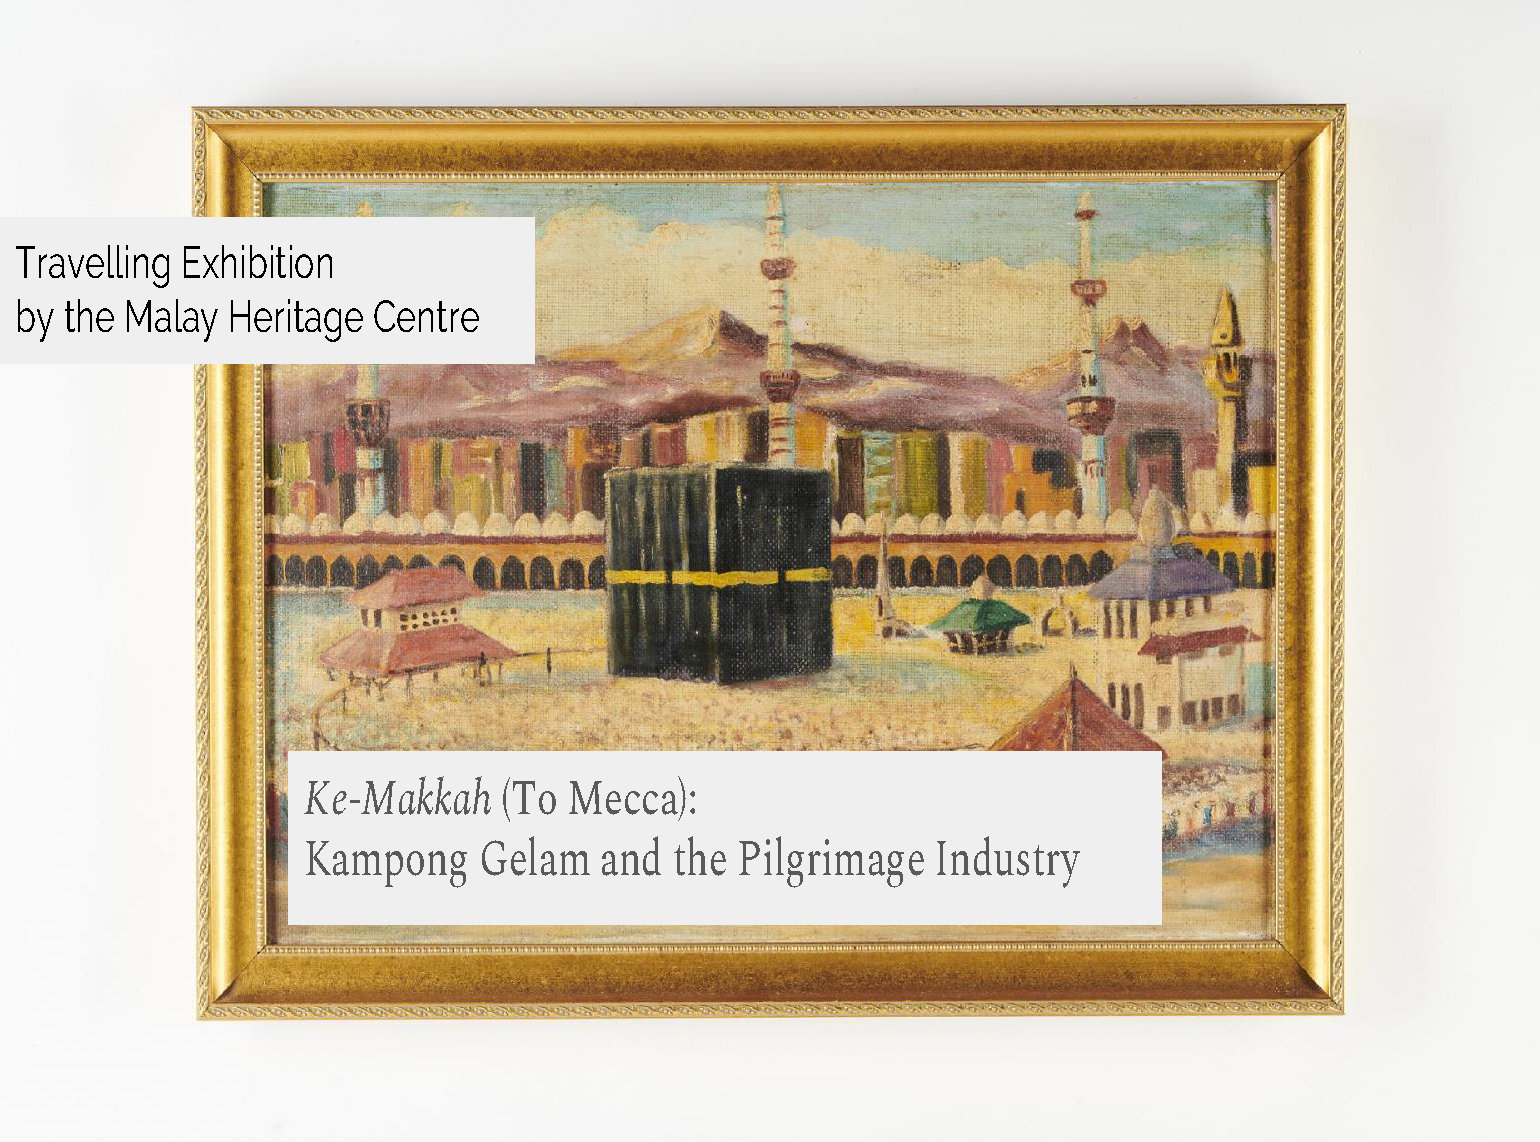 Travelling Exhibition
by the Malay Heritage Centre
Ke-Makkah (To Mecca):
Kampong Gelam and the Pilgrimage Industry